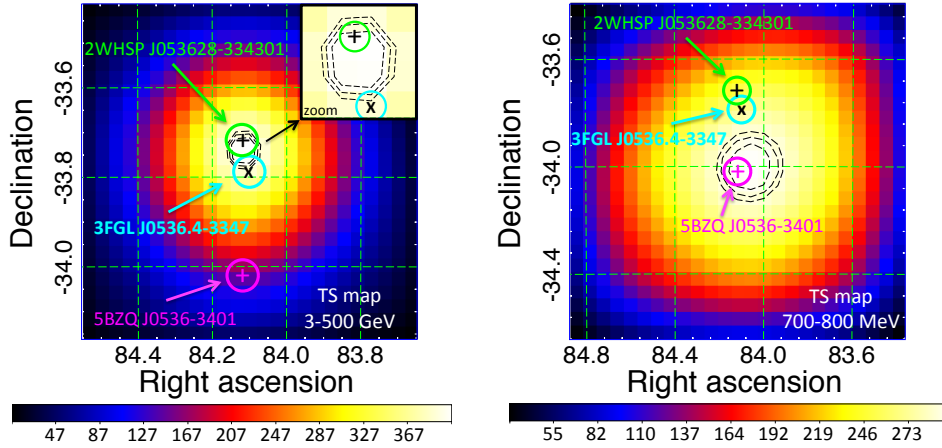 2WHSP J053628-334301
zoom
3FGL J0536.4-3347
5BZQ J0536-3401
TS map
3-500 GeV
Declination
-33.6
-33.8
-34.0
84.4 84.2 84.0 83.8
Right ascension
47 87 127 167 207 247 287 327 367
2WHSP J053628-334301
3FGL J0536.4-3347
5BZQ J0536-3401
TS map
700-800 MeV
Declination
-33.6
-34.0
-34.4
84.8 84.4 84.0 83.6
Right ascension
55 82 110 137 164 191 219 246 273